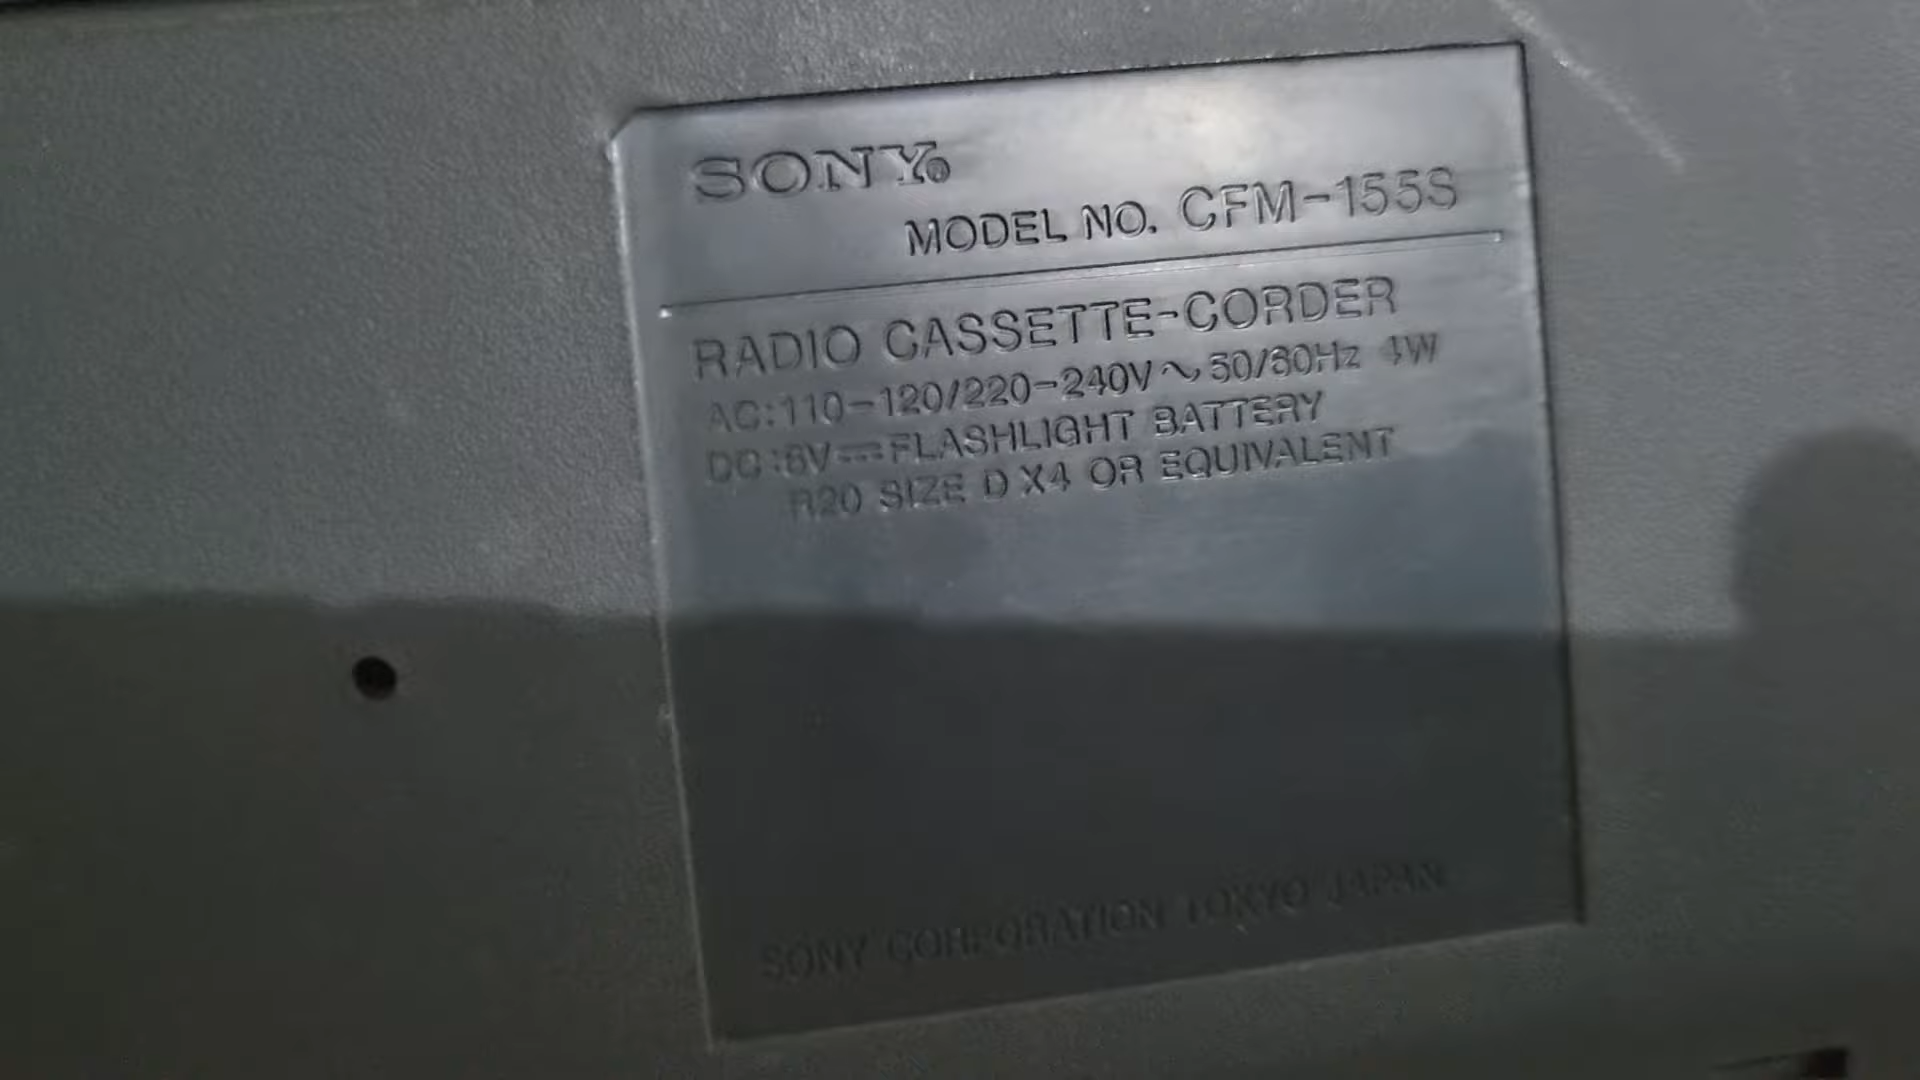 SONY®
MODEL NO. CFM-155S
RADIO CASSETTE-CORDER
AC:110-120/220-240V ~ 50/60Hz 4W
DC:6V⎓FLASHLIGHT BATTERY
R20 SIZE D X4 OR EQUIVALENT
SONY CORPORATION TOKYO JAPAN